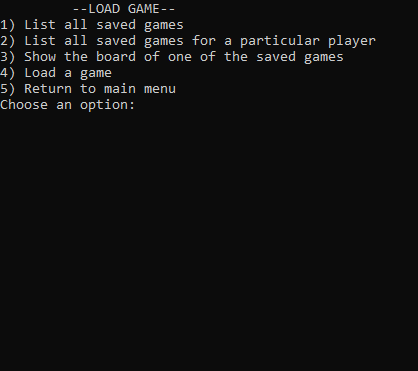 --LOAD GAME--
1) List all saved games
2) List all saved games for a particular player
3) Show the board of one of the saved games
4) Load a game
5) Return to main menu
Choose an option: